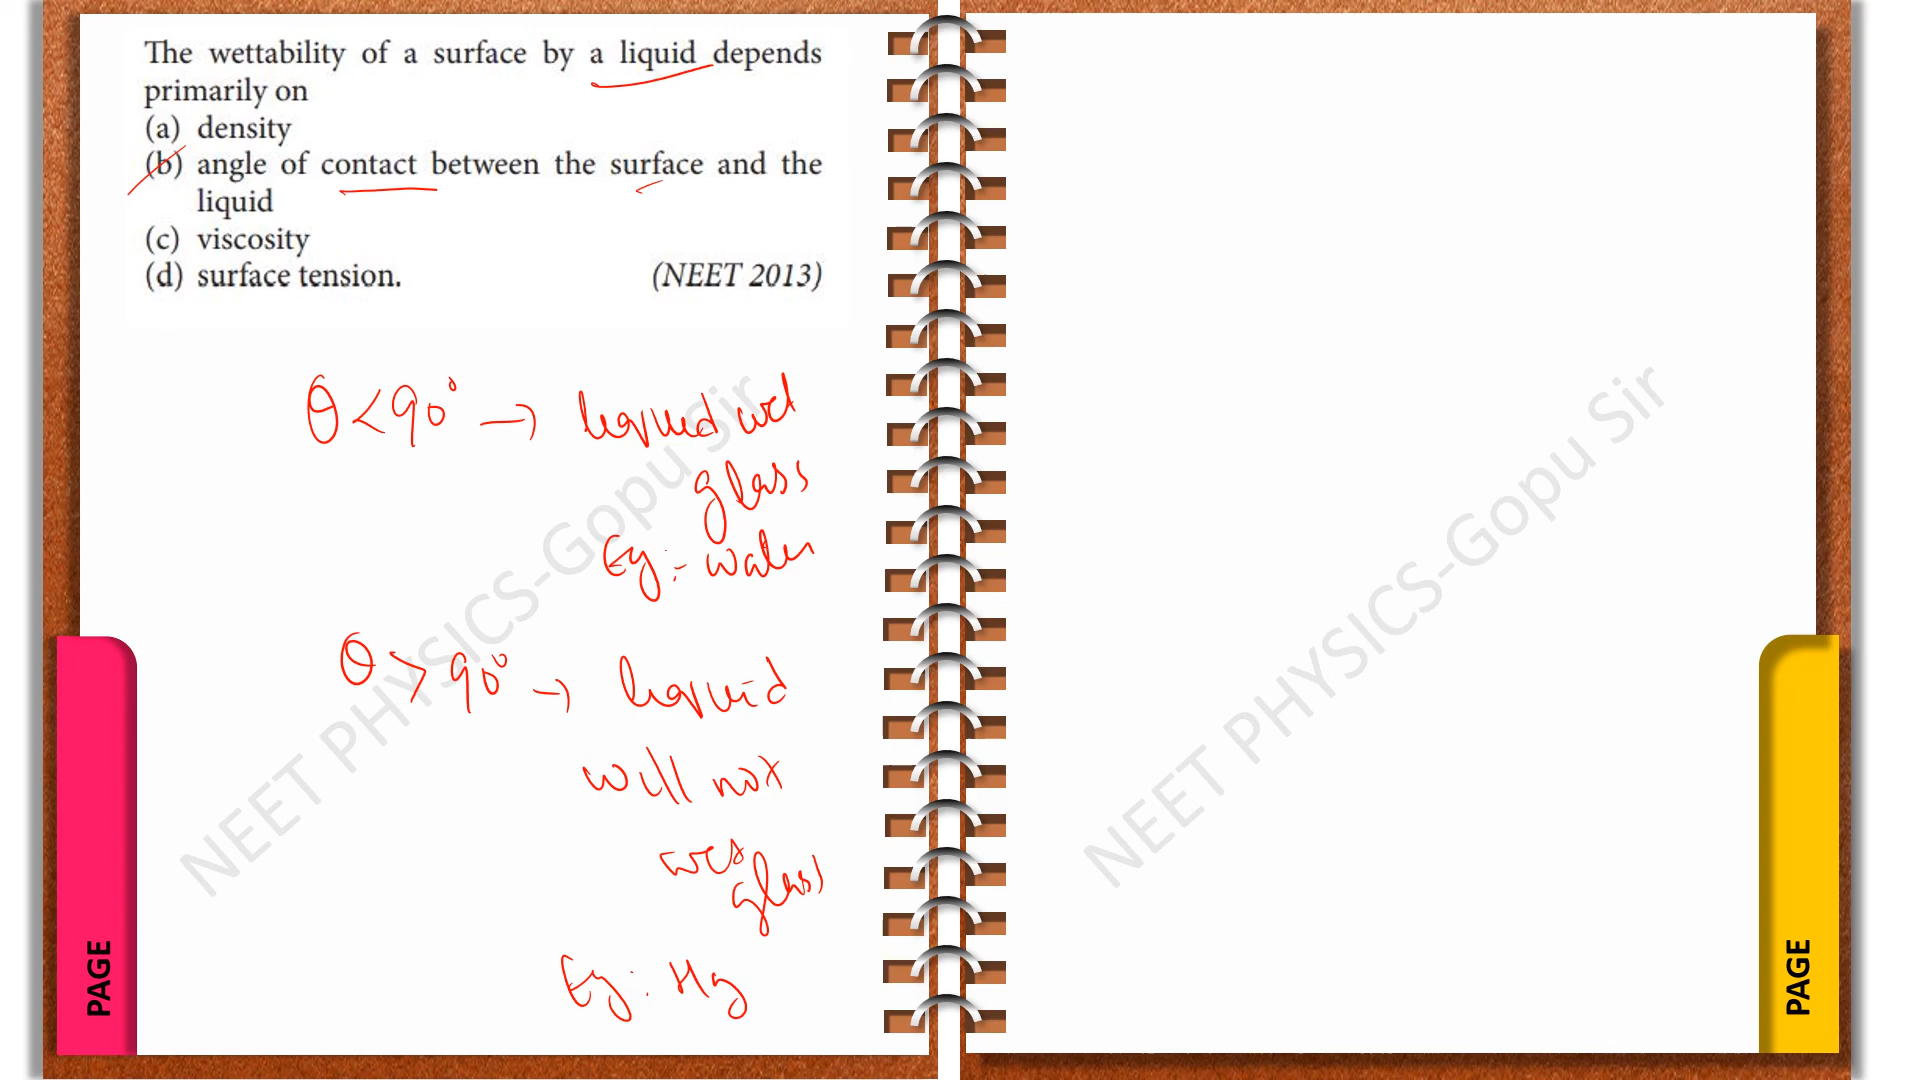 The wettability of a surface by a liquid depends
primarily on
(a) density
(b) angle of contact between the surface and the
liquid
(c) viscosity
(d) surface tension. (NEET 2013)
θ < 90° → liquid wet
glass
Eg:- water
θ > 90° → liquid
will not
wet
glass
Eg: Hg
NEET PHYSICS-Gopu Sir
NEET PHYSICS-Gopu Sir
PAGE
PAGE